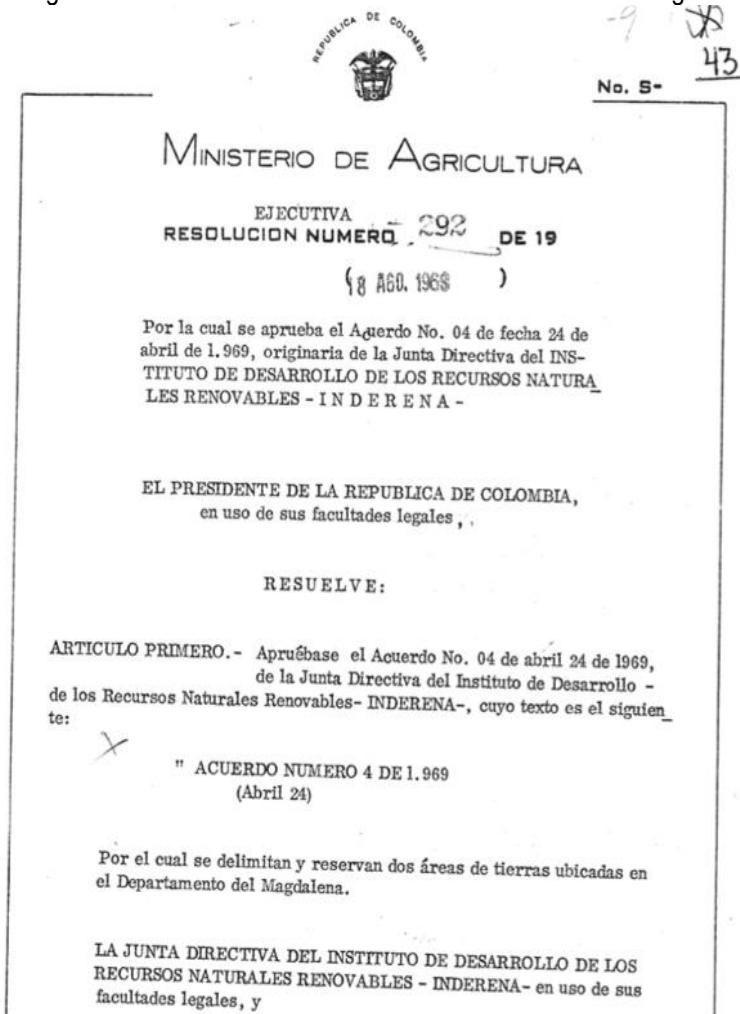 -9
43
REPUBLICA DE COLOMBIA
No. S-
MINISTERIO DE AGRICULTURA
EJECUTIVA
RESOLUCION NUMERO 292 DE 19
( 8 AGO. 1969 )
Por la cual se aprueba el Acuerdo No. 04 de fecha 24 de
abril de 1.969, originaria de la Junta Directiva del INS-
TITUTO DE DESARROLLO DE LOS RECURSOS NATURA_
LES RENOVABLES - I N D E R E N A -
EL PRESIDENTE DE LA REPUBLICA DE COLOMBIA,
en uso de sus facultades legales ,
R E S U E L V E :
ARTICULO PRIMERO.- Apruébase el Acuerdo No. 04 de abril 24 de 1969,
de la Junta Directiva del Instituto de Desarrollo -
de los Recursos Naturales Renovables- INDERENA-, cuyo texto es el siguien_
te:
" ACUERDO NUMERO 4 DE 1.969
(Abril 24)
Por el cual se delimitan y reservan dos áreas de tierras ubicadas en
el Departamento del Magdalena.
LA JUNTA DIRECTIVA DEL INSTITUTO DE DESARROLLO DE LOS
RECURSOS NATURALES RENOVABLES - INDERENA- en uso de sus
facultades legales, y